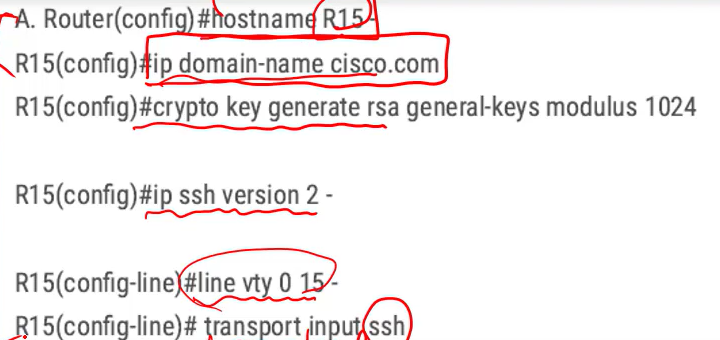 A. Router(config)#hostname R15 -
R15(config)#ip domain-name cisco.com
R15(config)#crypto key generate rsa general-keys modulus 1024
R15(config)#ip ssh version 2 -
R15(config-line)#line vty 0 15 -
R15(config-line)# transport input ssh